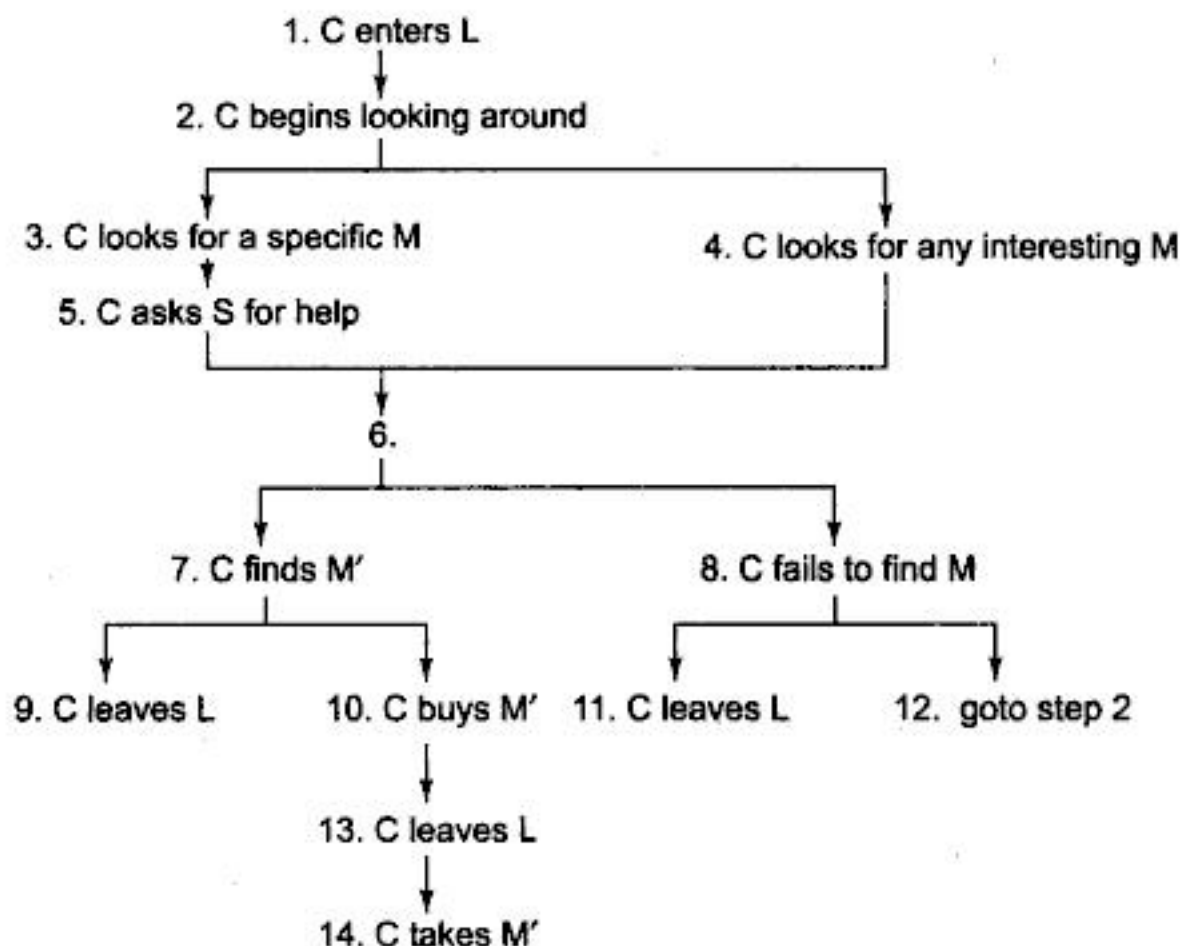 1. C enters L
2. C begins looking around
3. C looks for a specific M
4. C looks for any interesting M
5. C asks S for help
6.
7. C finds M′
8. C fails to find M
9. C leaves L
10. C buys M′
11. C leaves L
12. goto step 2
13. C leaves L
14. C takes M′